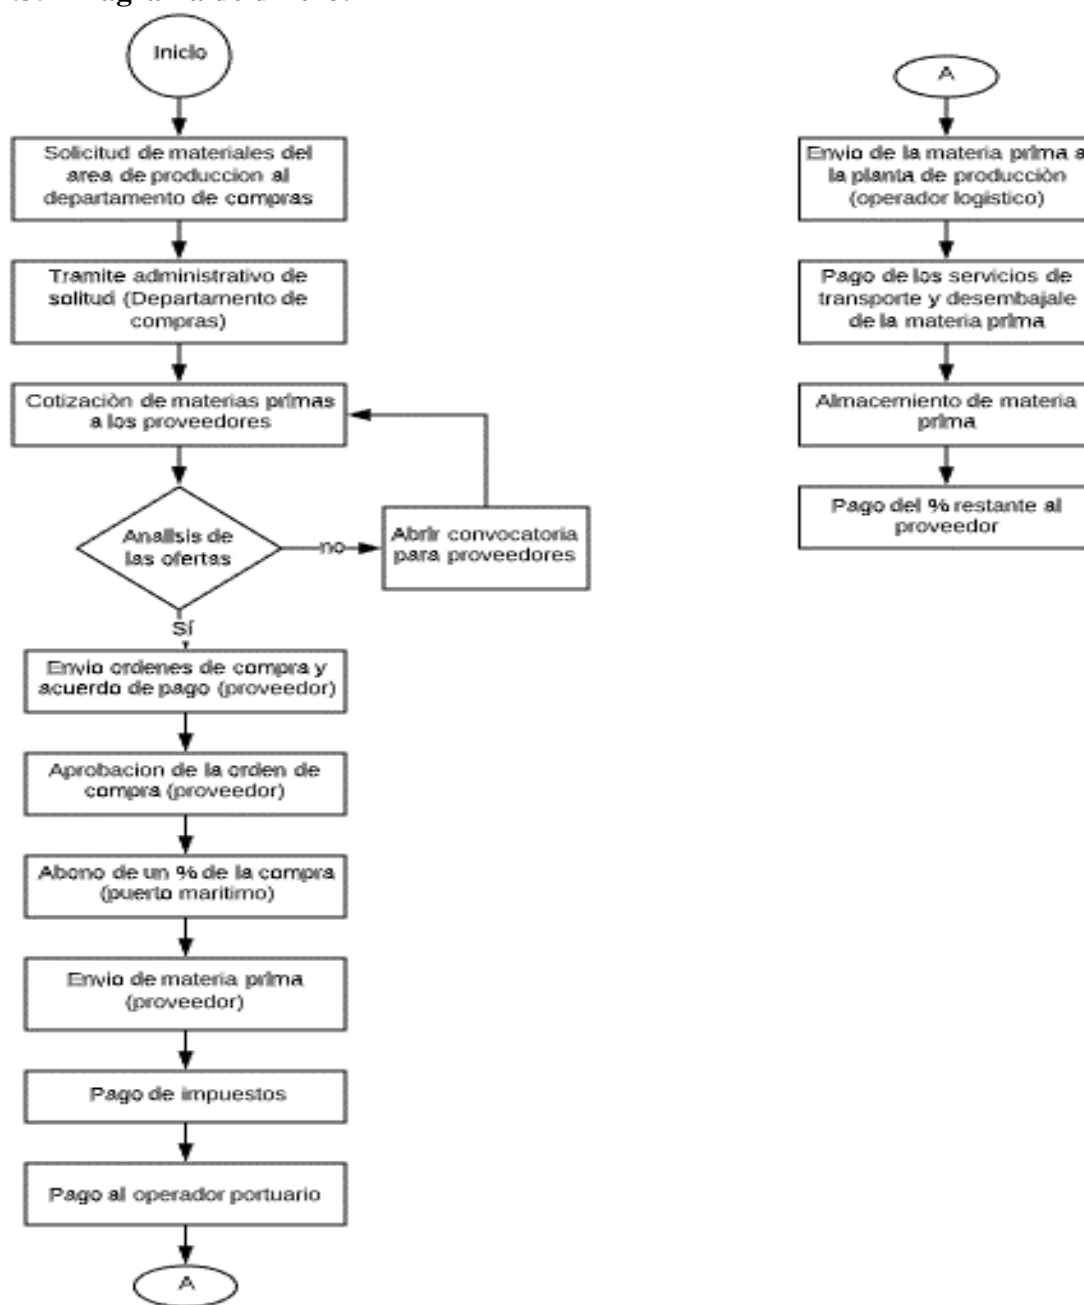 Inicio
Solicitud de materiales del
area de produccion al
departamento de compras
Tramite administrativo de
solitud (Departamento de
compras)
Cotizaciòn de materias primas
a los proveedores
Analisis de
las ofertas
no
Abrir convocatoria
para proveedores
Sí
Envio ordenes de compra y
acuerdo de pago (proveedor)
Aprobacion de la orden de
compra (proveedor)
Abono de un % de la compra
(puerto maritimo)
Envio de materia prima
(proveedor)
Pago de impuestos
Pago al operador portuario
A
A
Envio de la materia prima a
la planta de producciòn
(operador logistico)
Pago de los servicios de
transporte y desembajale
de la materia prima
Almacemiento de materia
prima
Pago del % restante al
proveedor